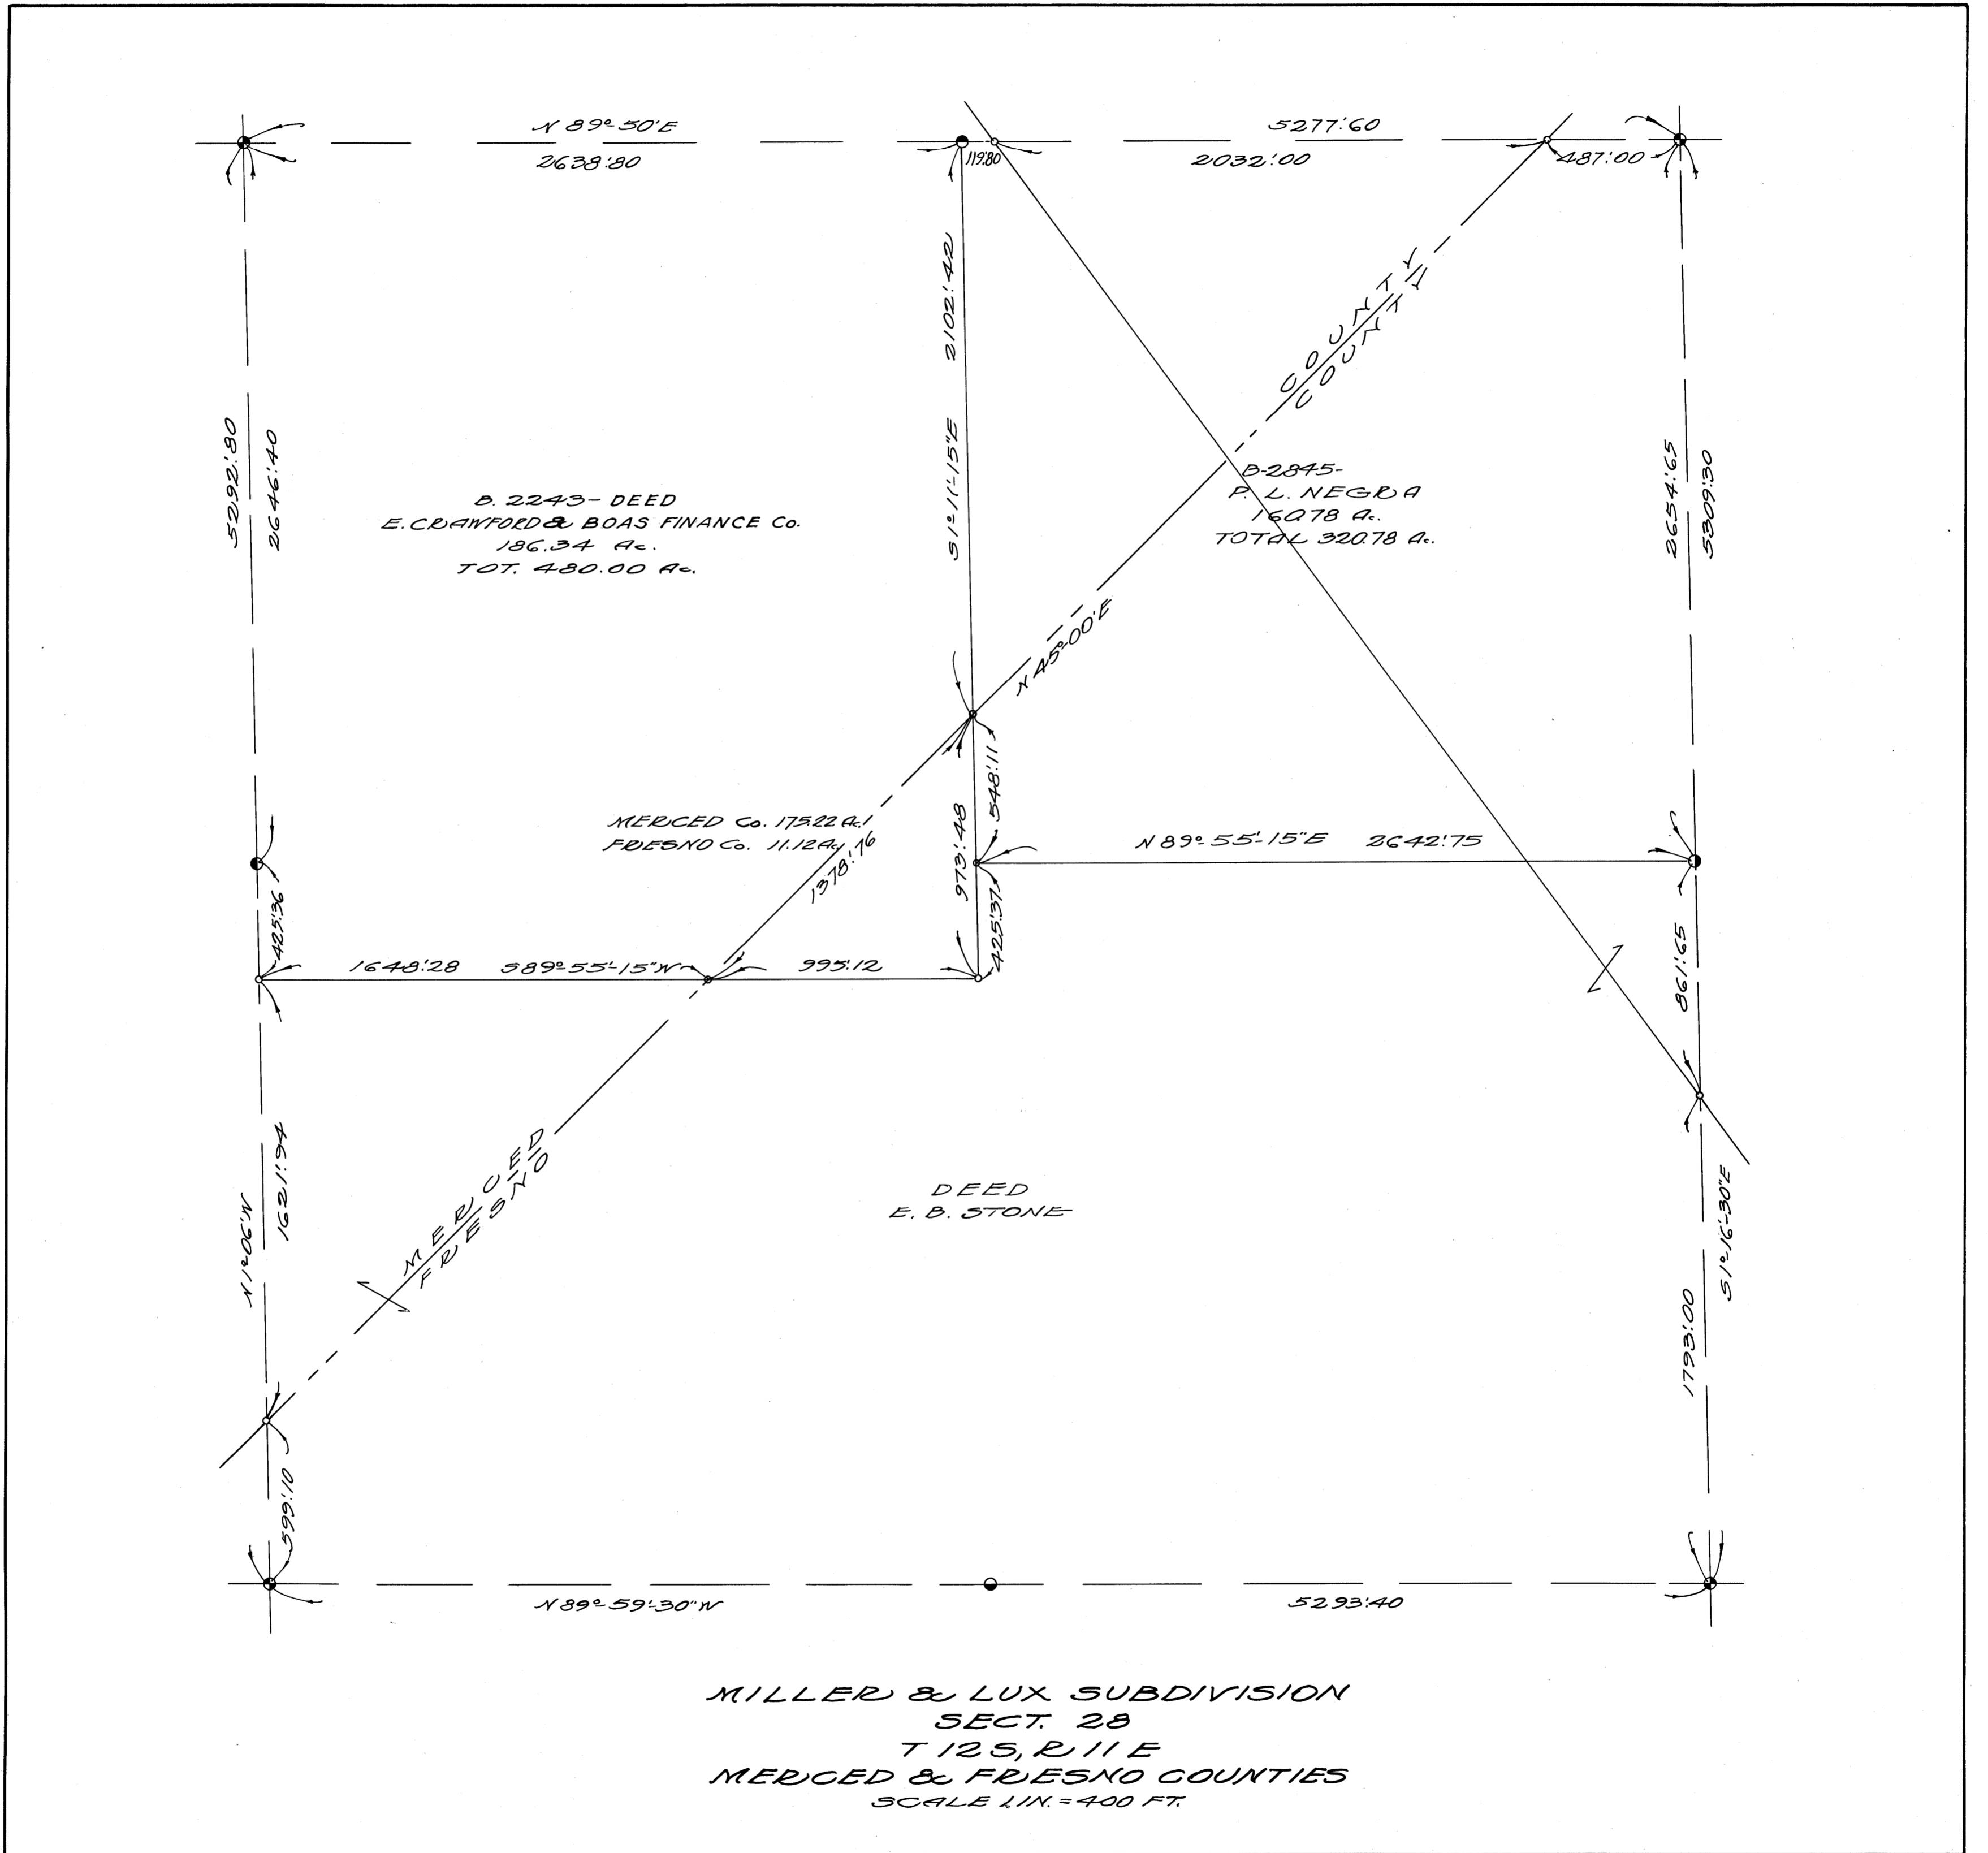 N 89°-50'E
5277'.60
2638'.80
119'.80
2032'.00
487'.00
5292'.80
2646'.40
S1°-11'-15"E 2102'.42
COUNTY
COUNTY
2654'.65
5309'.30
B. 2243 - DEED
E. CRAWFORD & BOAS FINANCE Co.
186.34 Ac.
TOT. 480.00 Ac.
B-2845-
P. L. NEGRA
160.78 Ac.
TOTAL 320.78 Ac.
N 45°-00'E
MERCED Co. 175.22 Ac.
FRESNO Co. 11.12 Ac.
1378'.76
973'.48
548'.11
N 89°-55'-15"E 2642'.75
425'.36
425'.37
861'.65
1648'.28 S89°-55'-15"W
995'.12
N 1°-06'W
1621'.94
MERCED
FRESNO
DEED
E. B. STONE
1793'.00
S1°-16'-30"E
599'.10
N 89°-59'-30"W
5293'.40
MILLER & LUX SUBDIVISION
SECT. 28
T 12 S, R 11 E
MERCED & FRESNO COUNTIES
SCALE 1 IN. = 400 FT.